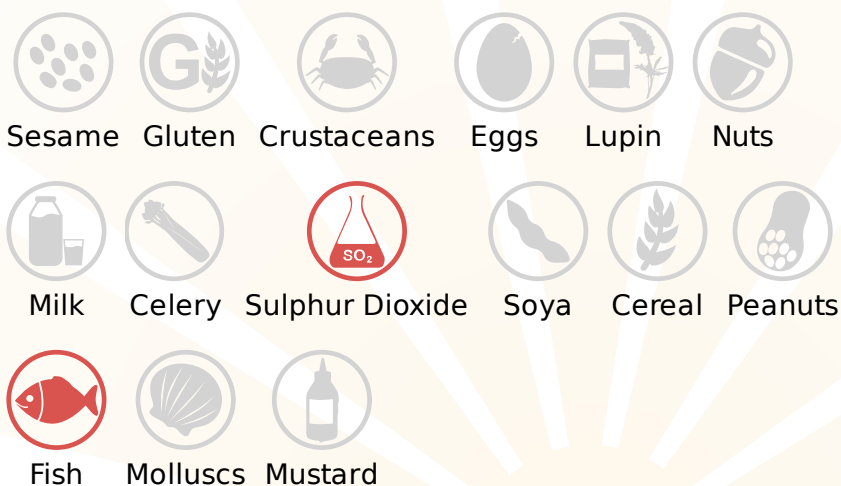 G
Sesame Gluten Crustaceans Eggs Lupin Nuts
SO₂
Milk Celery Sulphur Dioxide Soya Cereal Peanuts
Fish Molluscs Mustard